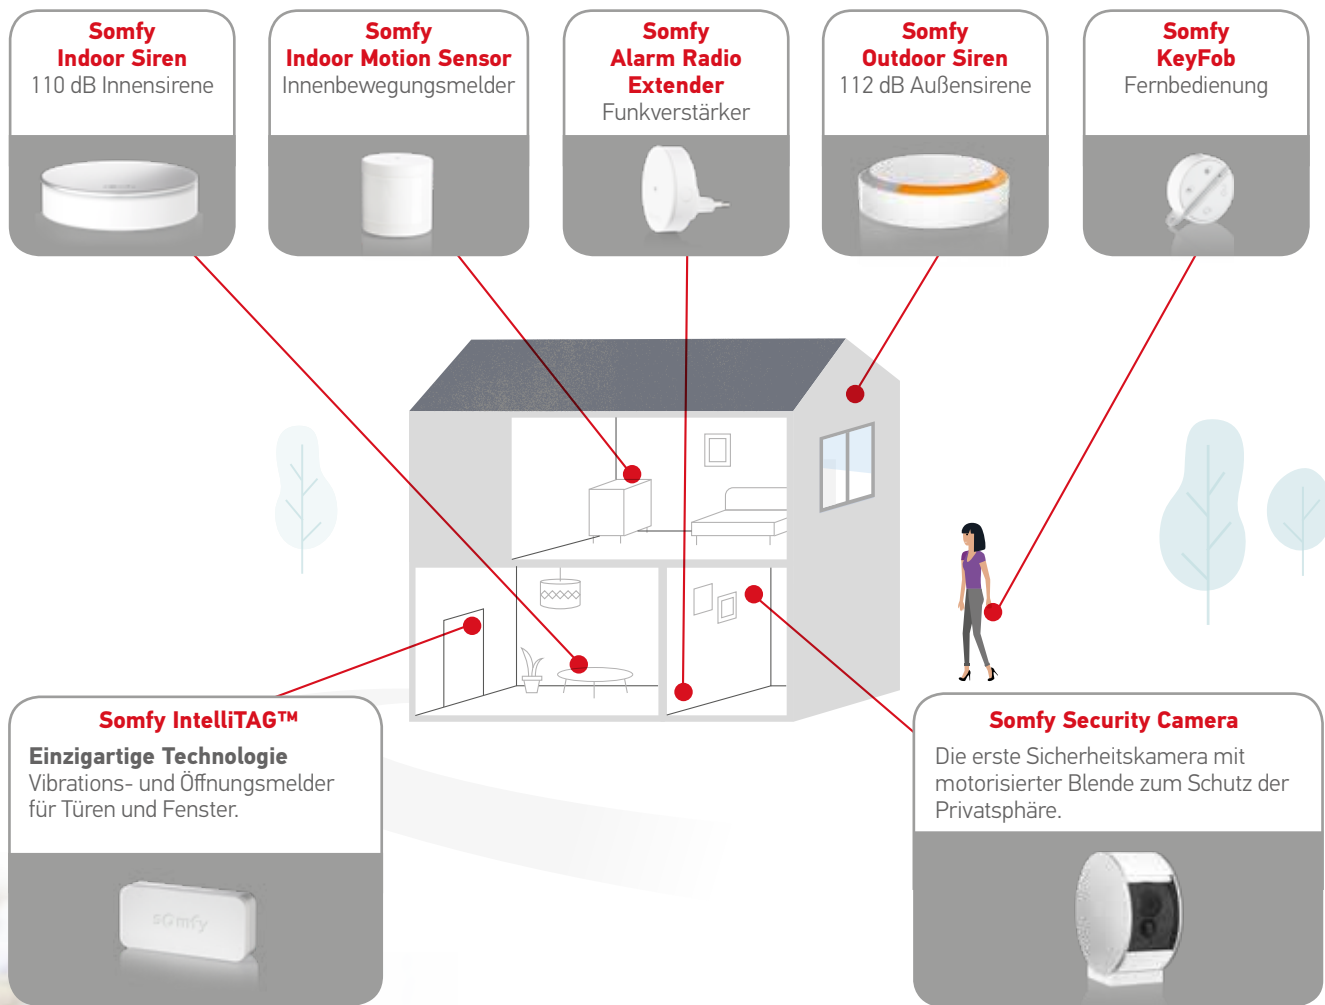 Somfy
Indoor Siren
110 dB Innensirene
Somfy
Indoor Motion Sensor
Innenbewegungsmelder
Somfy
Alarm Radio
Extender
Funkverstärker
Somfy
Outdoor Siren
112 dB Außensirene
Somfy
KeyFob
Fernbedienung
Somfy IntelliTAG™
Einzigartige Technologie
Vibrations- und Öffnungsmelder
für Türen und Fenster.
somfy
Somfy Security Camera
Die erste Sicherheitskamera mit
motorisierter Blende zum Schutz der
Privatsphäre.